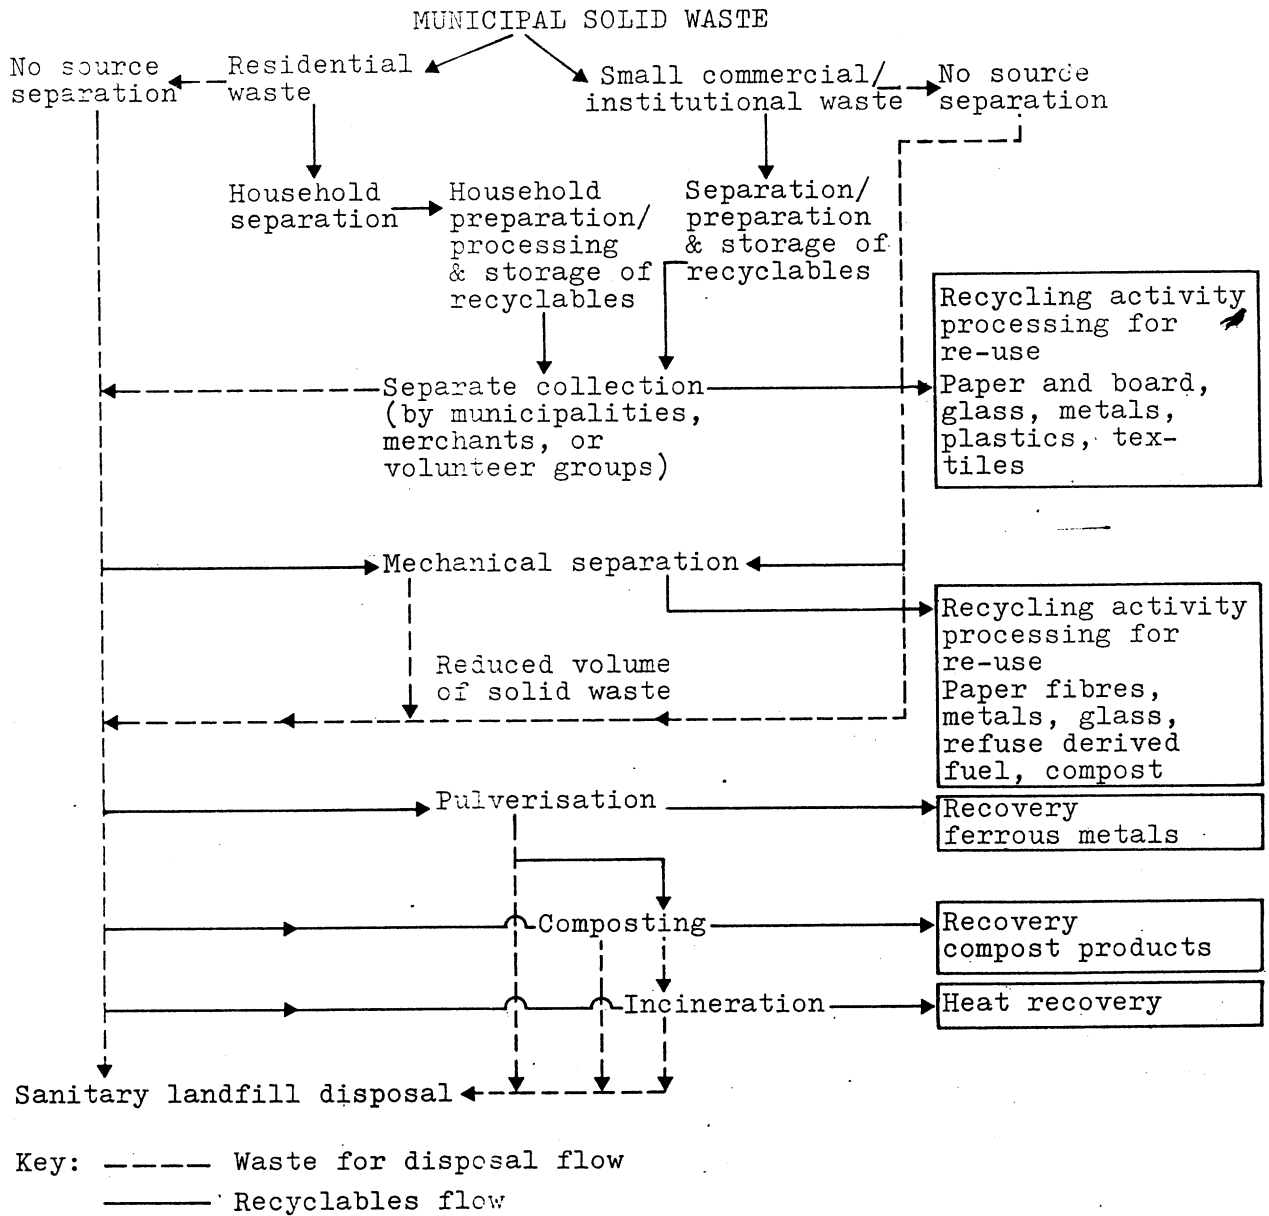 MUNICIPAL SOLID WASTE
No source
separation
Residential
waste
Small commercial/
institutional waste
No source
separation
Household
separation
Household
preparation/
processing
& storage of
recyclables
Separation/
preparation
& storage of
recyclables
Recycling activity
processing for
re-use
Paper and board,
glass, metals,
plastics, tex-
tiles
Separate collection
(by municipalities,
merchants, or
volunteer groups)
Mechanical separation
Recycling activity
processing for
re-use
Paper fibres,
metals, glass,
refuse derived
fuel, compost
Reduced volume
of solid waste
Pulverisation
Recovery
ferrous metals
Composting
Recovery
compost products
Incineration
Heat recovery
Sanitary landfill disposal
Key:
Waste for disposal flow
Recyclables flow